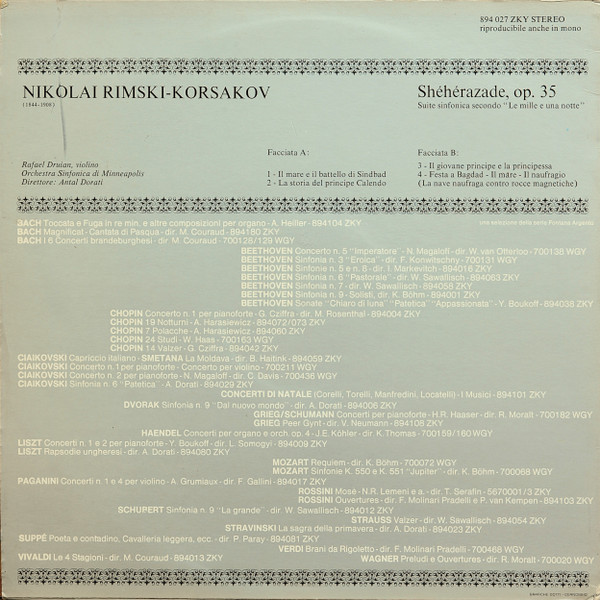 894 027 ZKY STEREO
riproducibile anche in mono
NIKOLAI RIMSKI-KORSAKOV
(1844-1908)
Shéhérazade, op. 35
Suite sinfonica secondo "Le mille e una notte"
Facciata A:
Facciata B:
Rafael Druian, violino
Orchestra Sinfonica di Minneapolis
Direttore: Antal Dorati
1 - Il mare e il battello di Sindbad
2 - La storia del principe Calendo
3 - Il giovane principe e la principessa
4 - Festa a Bagdad - Il mare - Il naufragio
(La nave naufraga contro rocce magnetiche)
una selezione della serie Fontana Argento
BACH Toccata e Fuga in re min. e altre composizioni per organo - A. Heiller - 894104 ZKY
BACH Magnificat - Cantata di Pasqua - dir. M. Couraud - 894160 ZKY
BACH I 6 Concerti brandeburghesi - dir. M. Couraud - 700128/129 WGY
BEETHOVEN Concerto n. 5 "Imperatore" - N. Magaloff - dir. W. van Otterloo - 700138 WGY
BEETHOVEN Sinfonia n. 3 "Eroica" - dir. F. Konwitschny - 700131 WGY
BEETHOVEN Sinfonie n. 5 e n. 6 - dir. I. Markevitch - 894016 ZKY
BEETHOVEN Sinfonia n. 6 "Pastorale" - dir. W. Sawallisch - 894063 ZKY
BEETHOVEN Sinfonia n. 7 - dir. W. Sawallisch - 894056 ZKY
BEETHOVEN Sinfonia n. 9 - Solisti, dir. K. Böhm - 894001 ZKY
BEETHOVEN Sonate "Chiaro di luna" "Patetica" "Appassionata" - Y. Boukoff - 894038 ZKY
CHOPIN Concerto n. 1 per pianoforte - G. Cziffra - dir. M. Rosenthal - 894004 ZKY
CHOPIN 19 Notturni - A. Harasiewicz - 894072/073 ZKY
CHOPIN 7 Polacche - A. Harasiewicz - 894060 ZKY
CHOPIN 24 Studi - W. Haas - 700163 WGY
CHOPIN 14 Valzer - G. Cziffra - 894042 ZKY
CIAIKOVSKI Capriccio italiano - SMETANA La Moldava - dir. B. Haitink - 894059 ZKY
CIAIKOVSKI Concerto n. 1 per pianoforte - Concerto per violino - 700211 WGY
CIAIKOVSKI Concerto n. 2 per pianoforte - N. Magaloff - dir. C. Davis - 700436 WGY
CIAIKOVSKI Sinfonia n. 6 "Patetica" - A. Dorati - 894029 ZKY
CONCERTI DI NATALE (Corelli, Torelli, Manfredini, Locatelli) - I Musici - 894101 ZKY
DVORAK Sinfonia n. 9 "Dal nuovo mondo" - dir. A. Dorati - 894006 ZKY
GRIEG/SCHUMANN Concerti per pianoforte - H.R. Haaser - dir. R. Moralt - 700182 WGY
GRIEG Peer Gynt - dir. V. Neumann - 894108 ZKY
HAENDEL Concerti per organo e orch. op. 4 - J.E. Köhler - dir. K. Thomas - 700159/160 WGY
LISZT Concerti n. 1 e 2 per pianoforte - Y. Boukoff - dir. L. Somogyi - 894009 ZKY
LISZT Rapsodie ungheresi - dir. A. Dorati - 894080 ZKY
MOZART Requiem - dir. K. Böhm - 700072 WGY
MOZART Sinfonie K. 550 e K. 551 "Jupiter" - dir. K. Böhm - 700068 WGY
PAGANINI Concerti n. 1 e 4 per violino - A. Grumiaux - dir. F. Gallini - 894017 ZKY
ROSSINI Mosè - N.R. Lemeni e a. - dir. T. Serafin - 5670001/3 ZKY
ROSSINI Ouvertures - dir. F. Molinari Pradelli e P. van Kempen - 894103 ZKY
SCHUBERT Sinfonia n. 9 "La grande" - dir. W. Sawallisch - 894012 ZKY
STRAUSS Valzer - dir. W. Sawallisch - 894054 ZKY
STRAVINSKI La sagra della primavera - dir. A. Dorati - 894023 ZKY
SUPPÉ Poeta e contadino, Cavalleria leggera, ecc. - dir. P. Paray - 894081 ZKY
VERDI Brani da Rigoletto - dir. F. Molinari Pradelli - 700466 WGY
VIVALDI Le 4 Stagioni - dir. M. Couraud - 894013 ZKY
WAGNER Preludi e Ouvertures - dir. R. Moralt - 700020 WGY